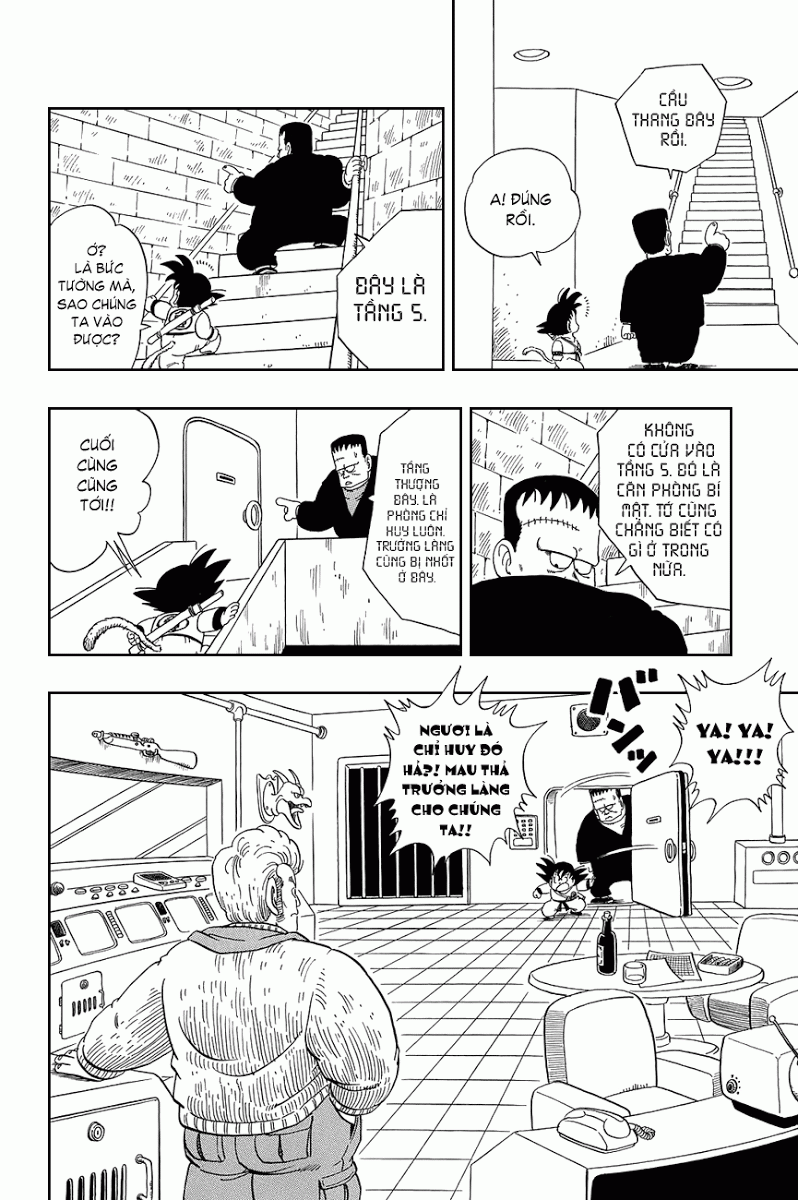 CẦU
THANG ĐÂY
RỒI.
A! ĐÚNG
RỒI.
ĐÂY LÀ
TẦNG 5.
Ớ?
LÀ BỨC
TƯỜNG MÀ,
SAO CHÚNG
TA VÀO
ĐƯỢC?
KHÔNG
CÓ CỬA VÀO
TẦNG 5. ĐÓ LÀ
CĂN PHÒNG BÍ
MẬT. TỚ CŨNG
CHẲNG BIẾT CÓ
GÌ Ở TRONG
NỮA.
TẦNG
THƯỢNG
ĐÂY. LÀ
PHÒNG CHỈ
HUY LUÔN.
TRƯỞNG LÀNG
CŨNG BỊ NHỐT
Ở ĐÂY.
CUỐI
CÙNG
CŨNG
TỚI!!
YA! YA!
YA!!!
バンッ
NGƯƠI LÀ
CHỈ HUY ĐÓ
HẢ?! MAU THẢ
TRƯỞNG LÀNG
CHO CHÚNG
TA!!